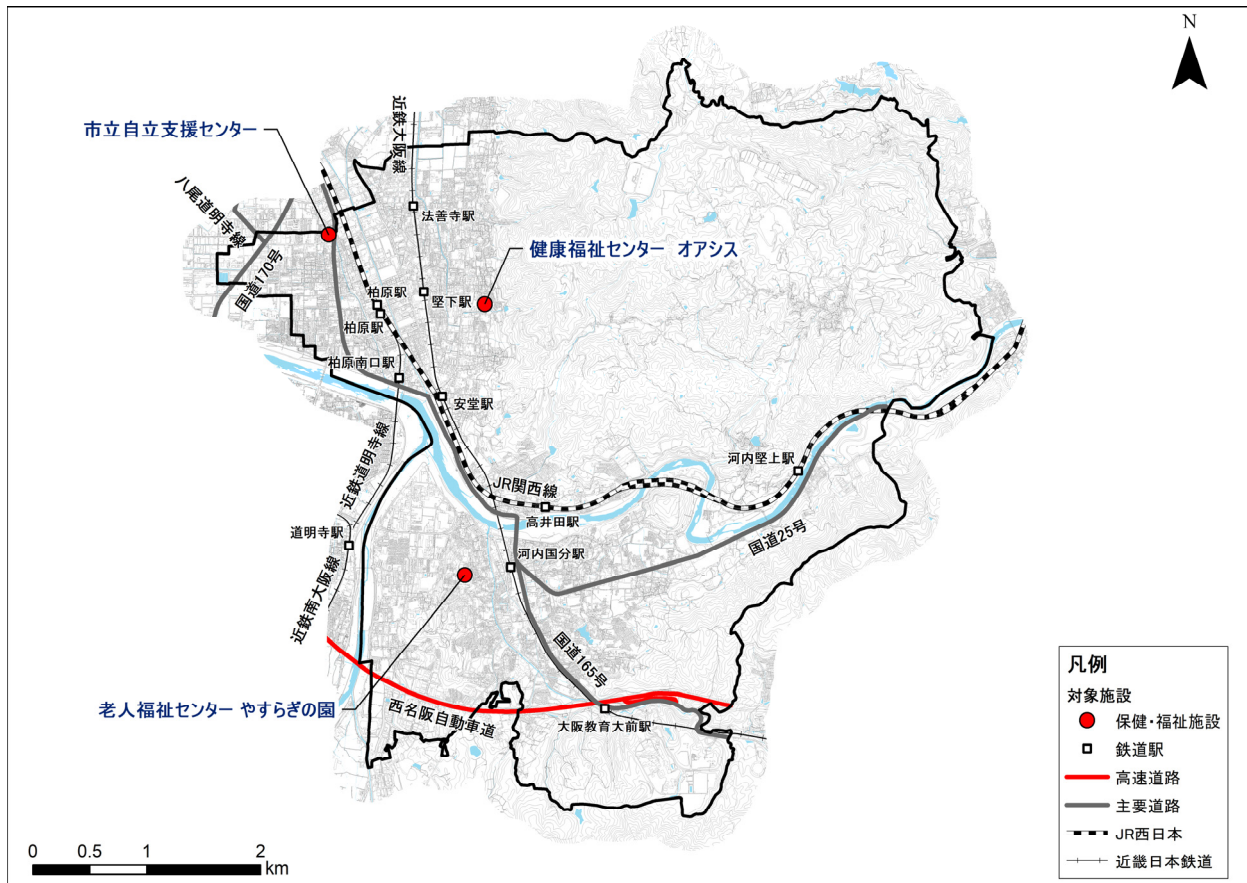 N
近鉄大阪線
市立自立支援センター
八尾道明寺線
法善寺駅
国道170号
健康福祉センター オアシス
柏原駅
堅下駅
柏原駅
柏原南口駅
安堂駅
近鉄道明寺線
河内堅上駅
JR関西線
高井田駅
道明寺駅
国道25号
河内国分駅
近鉄南大阪線
国道165号
老人福祉センター やすらぎの園
西名阪自動車道
大阪教育大前駅
凡例
対象施設
保健・福祉施設
鉄道駅
高速道路
主要道路
JR西日本
近畿日本鉄道
0 0.5 1 2
km